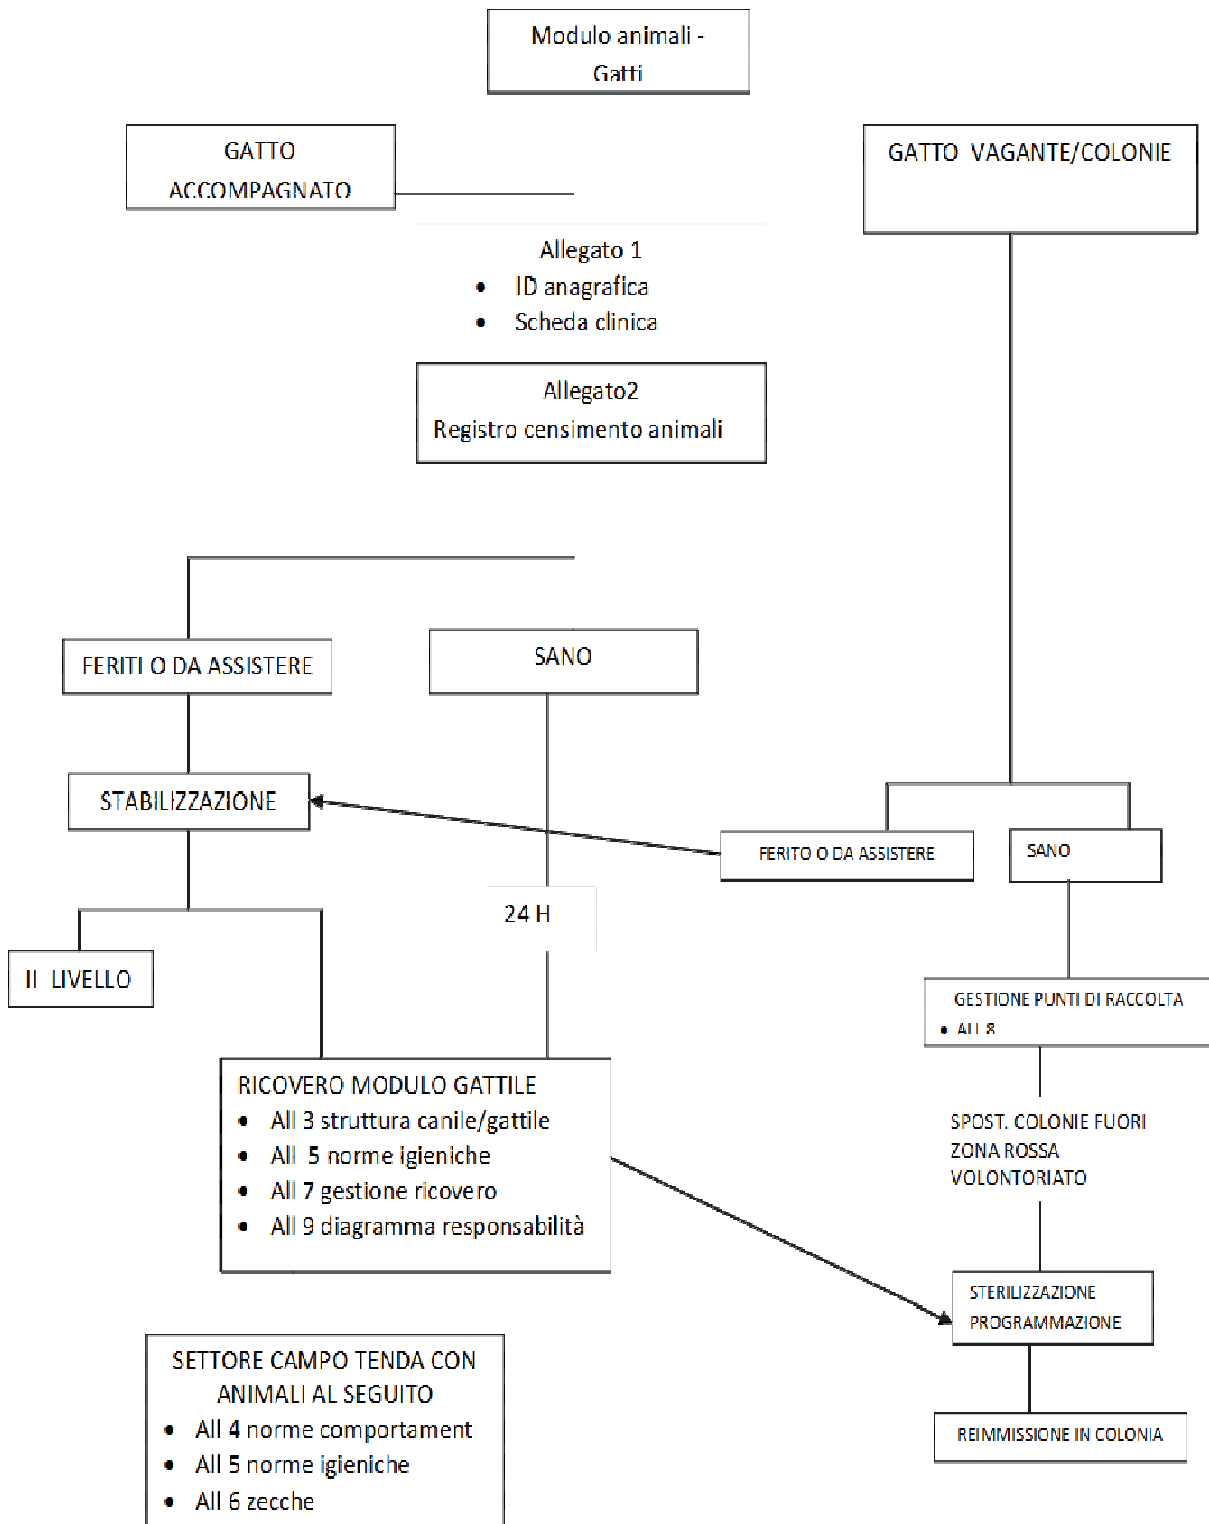 Modulo animali -
Gatti
GATTO
ACCOMPAGNATO
GATTO VAGANTE/COLONIE
Allegato 1
• ID anagrafica
• Scheda clinica
Allegato2
Registro censimento animali
FERITI O DA ASSISTERE
SANO
STABILIZZAZIONE
FERITO O DA ASSISTERE
SANO
24 H
II LIVELLO
GESTIONE PUNTI DI RACCOLTA
• All 8
RICOVERO MODULO GATTILE
• All 3 struttura canile/gattile
• All 5 norme igieniche
• All 7 gestione ricovero
• All 9 diagramma responsabilità
SPOST. COLONIE FUORI
ZONA ROSSA
VOLONTORIATO
STERILIZZAZIONE
PROGRAMMAZIONE
SETTORE CAMPO TENDA CON
ANIMALI AL SEGUITO
• All 4 norme comportament
• All 5 norme igieniche
• All 6 zecche
REIMMISSIONE IN COLONIA